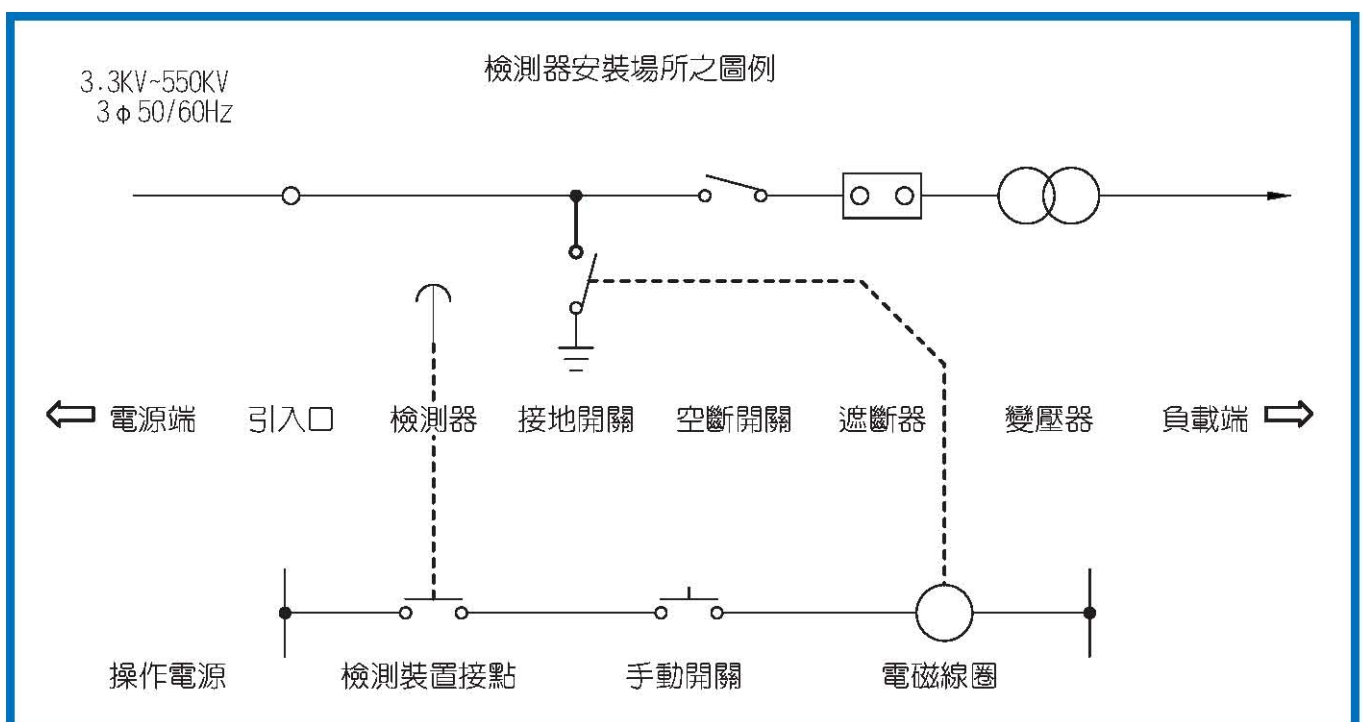 檢測器安裝場所之圖例
3.3KV~550KV
3φ50/60Hz
電源端 引入口 檢測器 接地開關 空斷開關 遮斷器 變壓器 負載端
操作電源 檢測裝置接點 手動開關 電磁線圈